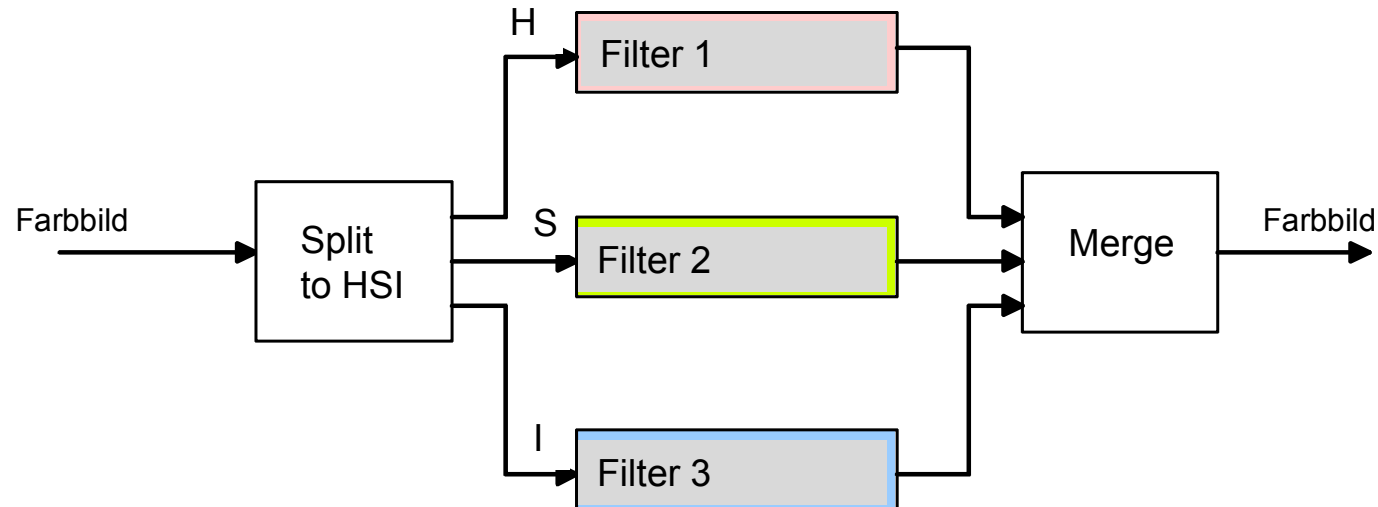 H
Filter 1
Farbbild
Split
to HSI
S
Filter 2
Merge
Farbbild
I
Filter 3